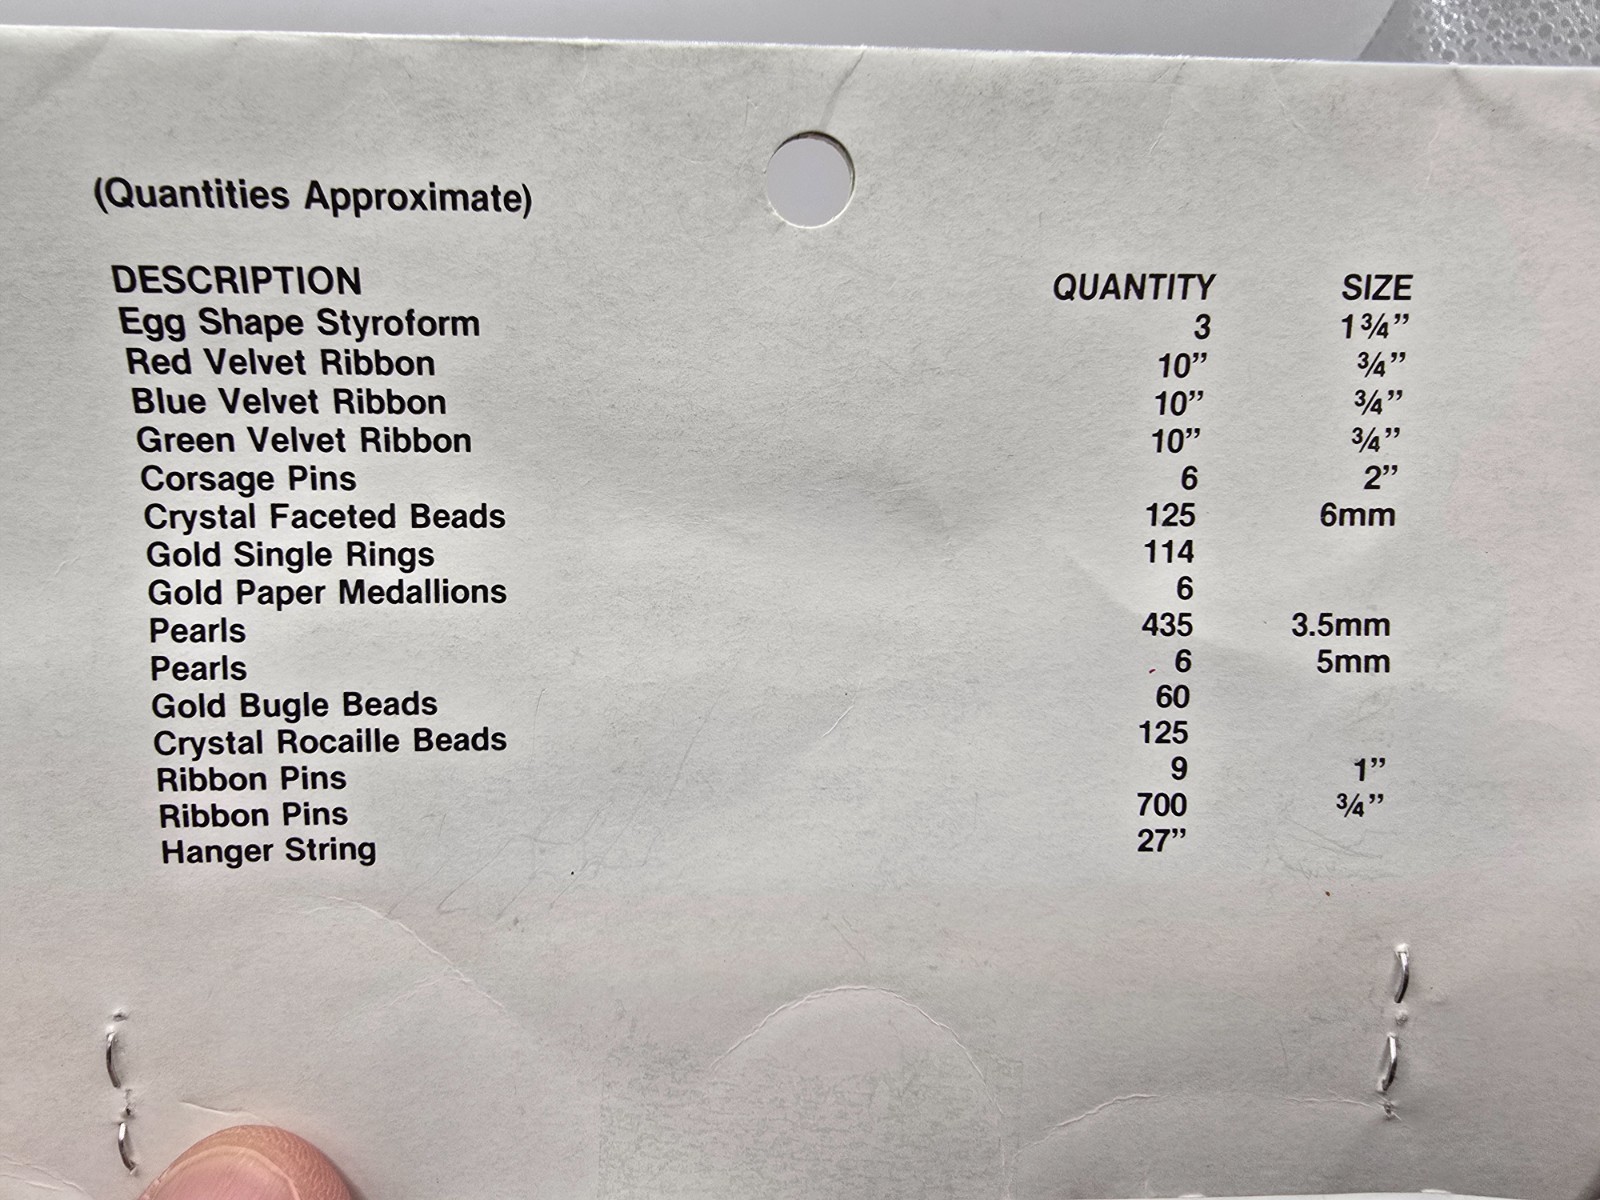 (Quantities Approximate)
DESCRIPTION QUANTITY SIZE
Egg Shape Styroform 3 1¾”
Red Velvet Ribbon 10” ¾”
Blue Velvet Ribbon 10” ¾”
Green Velvet Ribbon 10” ¾”
Corsage Pins 6 2”
Crystal Faceted Beads 125 6mm
Gold Single Rings 114
Gold Paper Medallions 6
Pearls 435 3.5mm
Pearls 6 5mm
Gold Bugle Beads 60
Crystal Rocaille Beads 125
Ribbon Pins 9 1”
Ribbon Pins 700 ¾”
Hanger String 27”